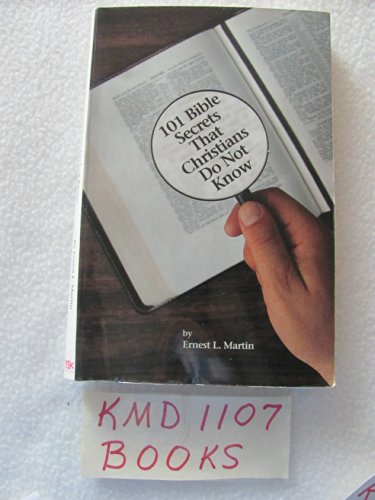 101 Bible
Secrets
That
Christians
Do Not
Know
by
Ernest L. Martin
KMD 1107
BOOKS